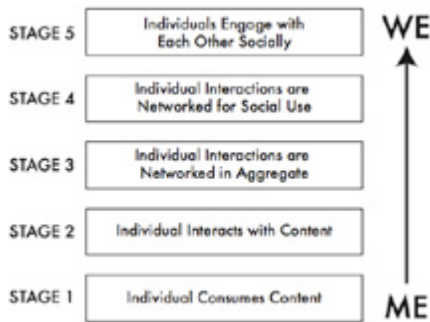 STAGE 5
Individuals Engage with
Each Other Socially
WE
STAGE 4
Individual Interactions are
Networked for Social Use
STAGE 3
Individual Interactions are
Networked in Aggregate
STAGE 2
Individual Interacts with Content
STAGE 1
Individual Consumes Content
ME